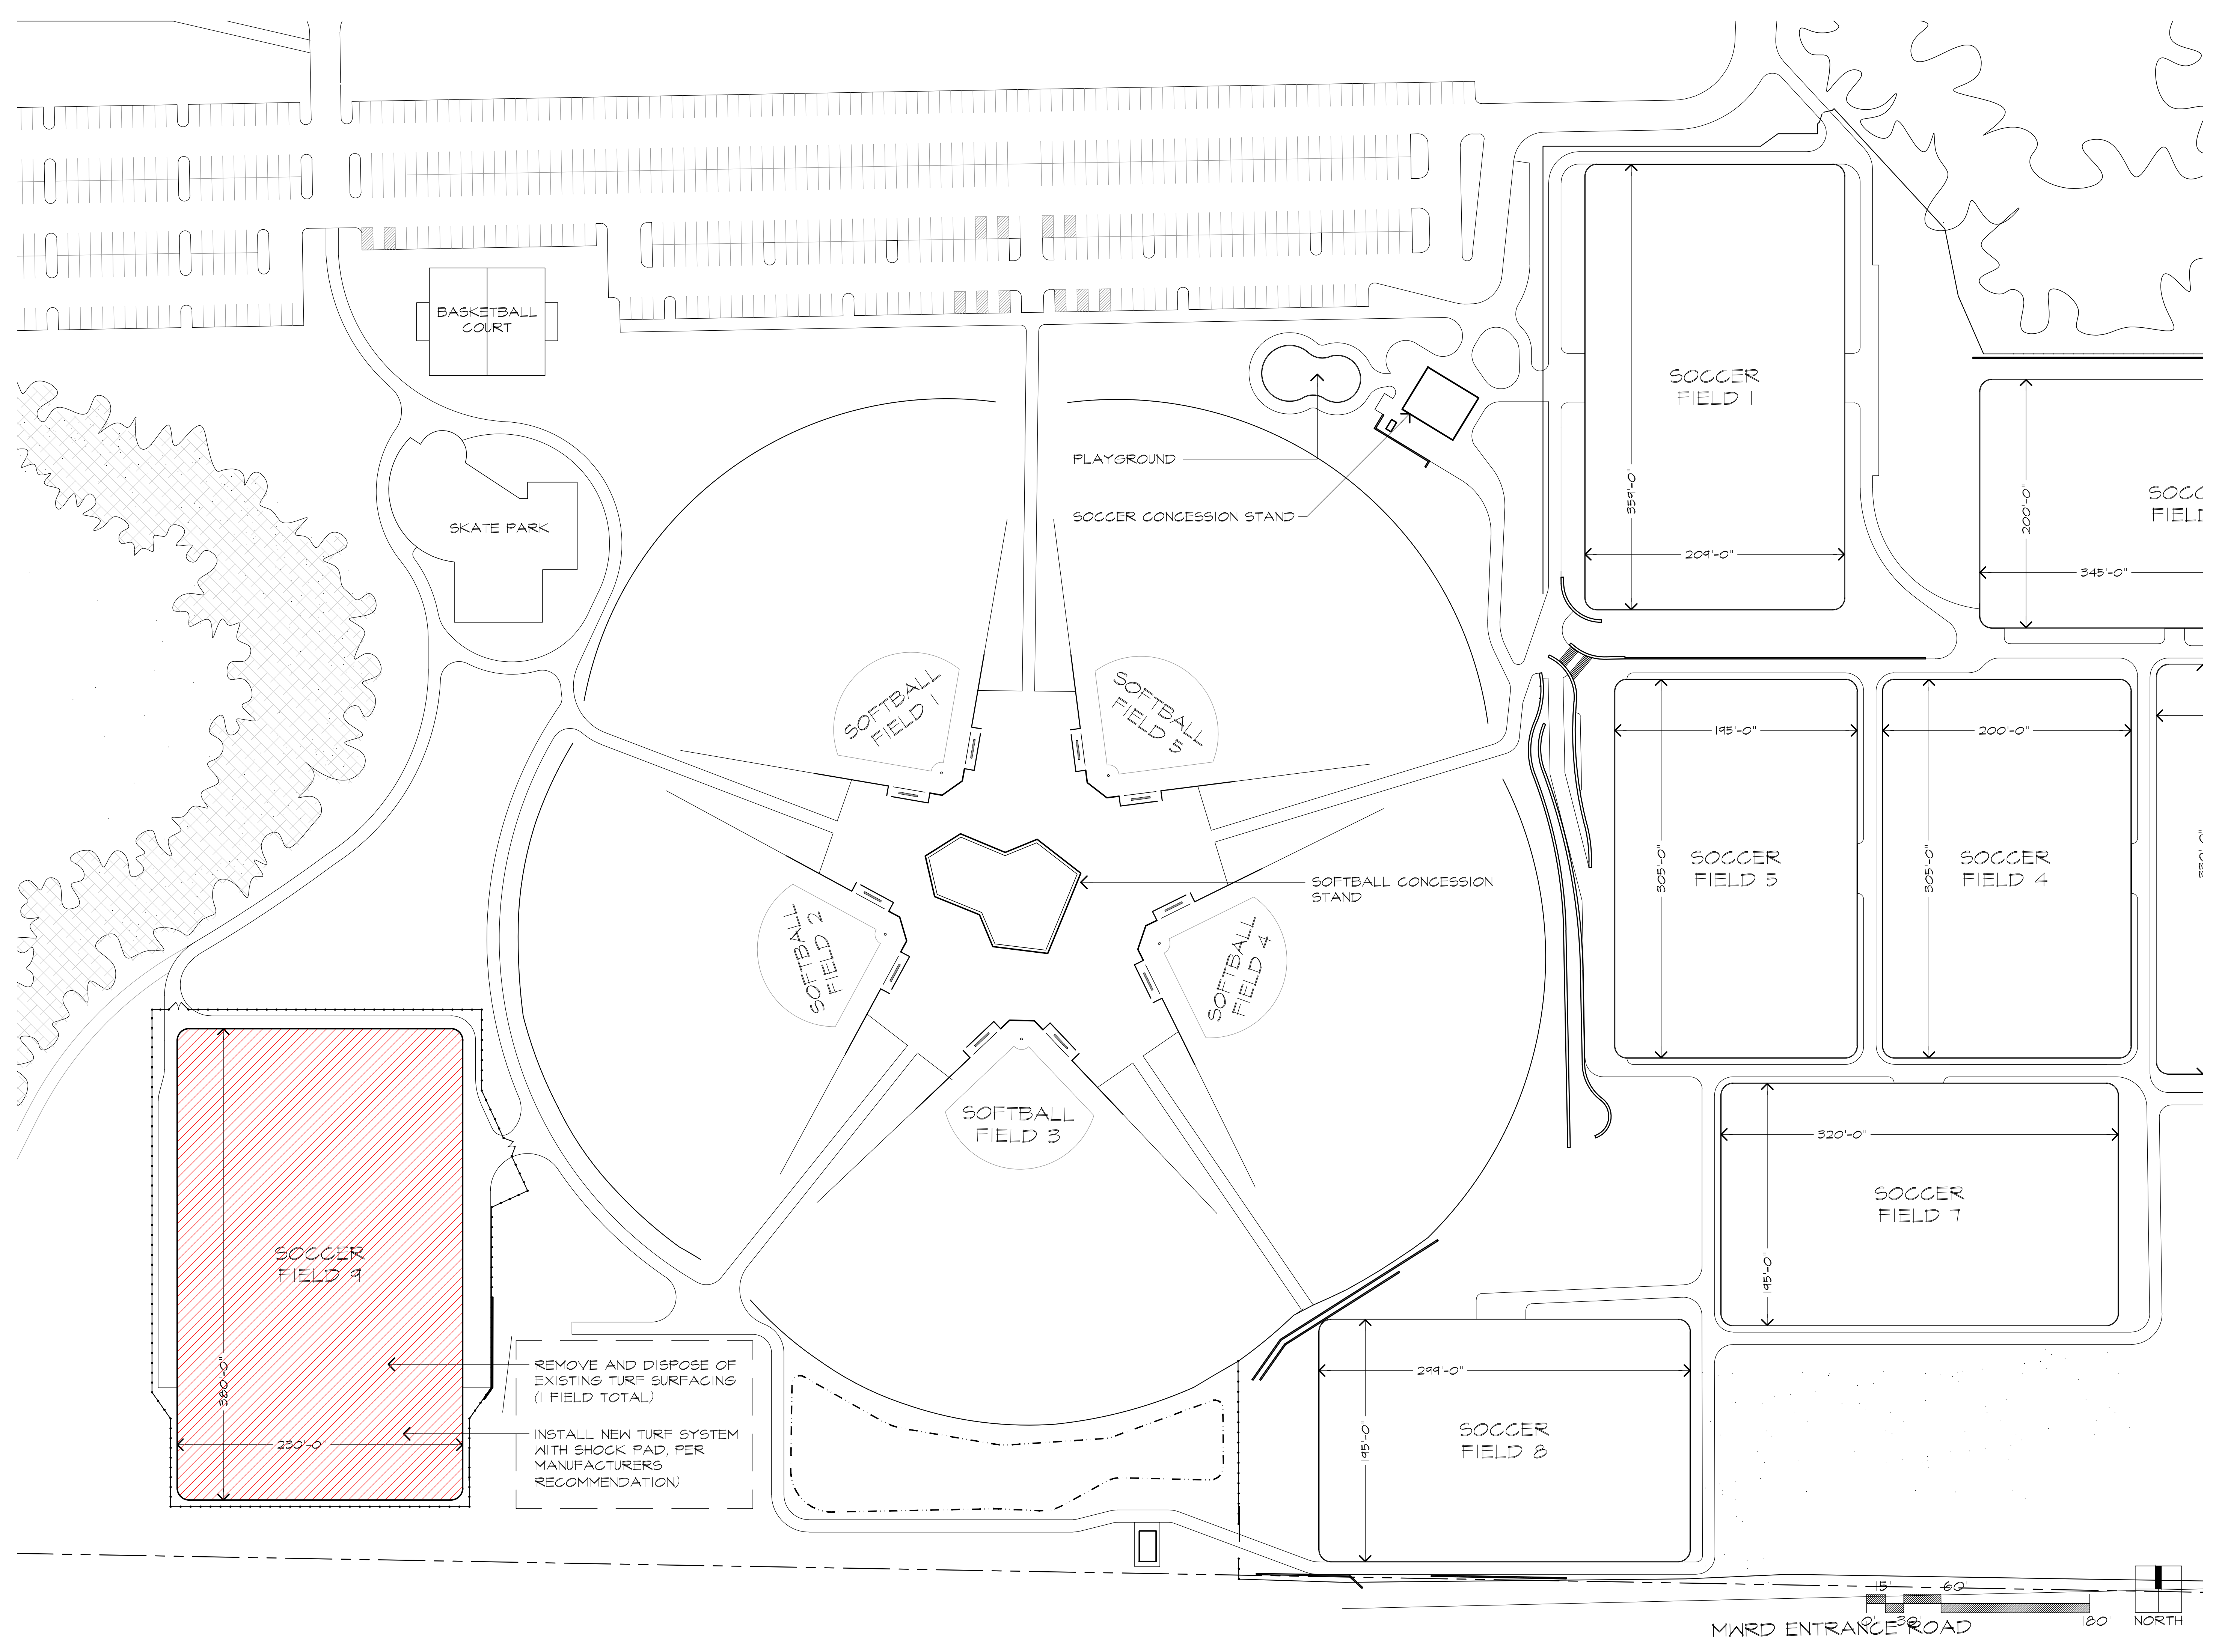 BASKETBALL
COURT
SKATE PARK
PLAYGROUND
SOCCER CONCESSION STAND
SOCCER
FIELD 1
359'-0"
209'-0"
200'-0"
345'-0"
SOFTBALL
FIELD 1
SOFTBALL
FIELD 5
SOFTBALL
FIELD 2
SOFTBALL
FIELD 4
SOFTBALL
FIELD 3
SOFTBALL CONCESSION
STAND
195'-0"
305'-0"
SOCCER
FIELD 5
200'-0"
305'-0"
SOCCER
FIELD 4
320'-0"
195'-0"
SOCCER
FIELD 7
299'-0"
195'-0"
SOCCER
FIELD 8
SOCCER
FIELD 9
380'-0"
230'-0"
REMOVE AND DISPOSE OF
EXISTING TURF SURFACING
(1 FIELD TOTAL)
INSTALL NEW TURF SYSTEM
WITH SHOCK PAD, PER
MANUFACTURERS
RECOMMENDATION)
15' 60'
0' 30' 180'
MWRD ENTRANCE ROAD
NORTH